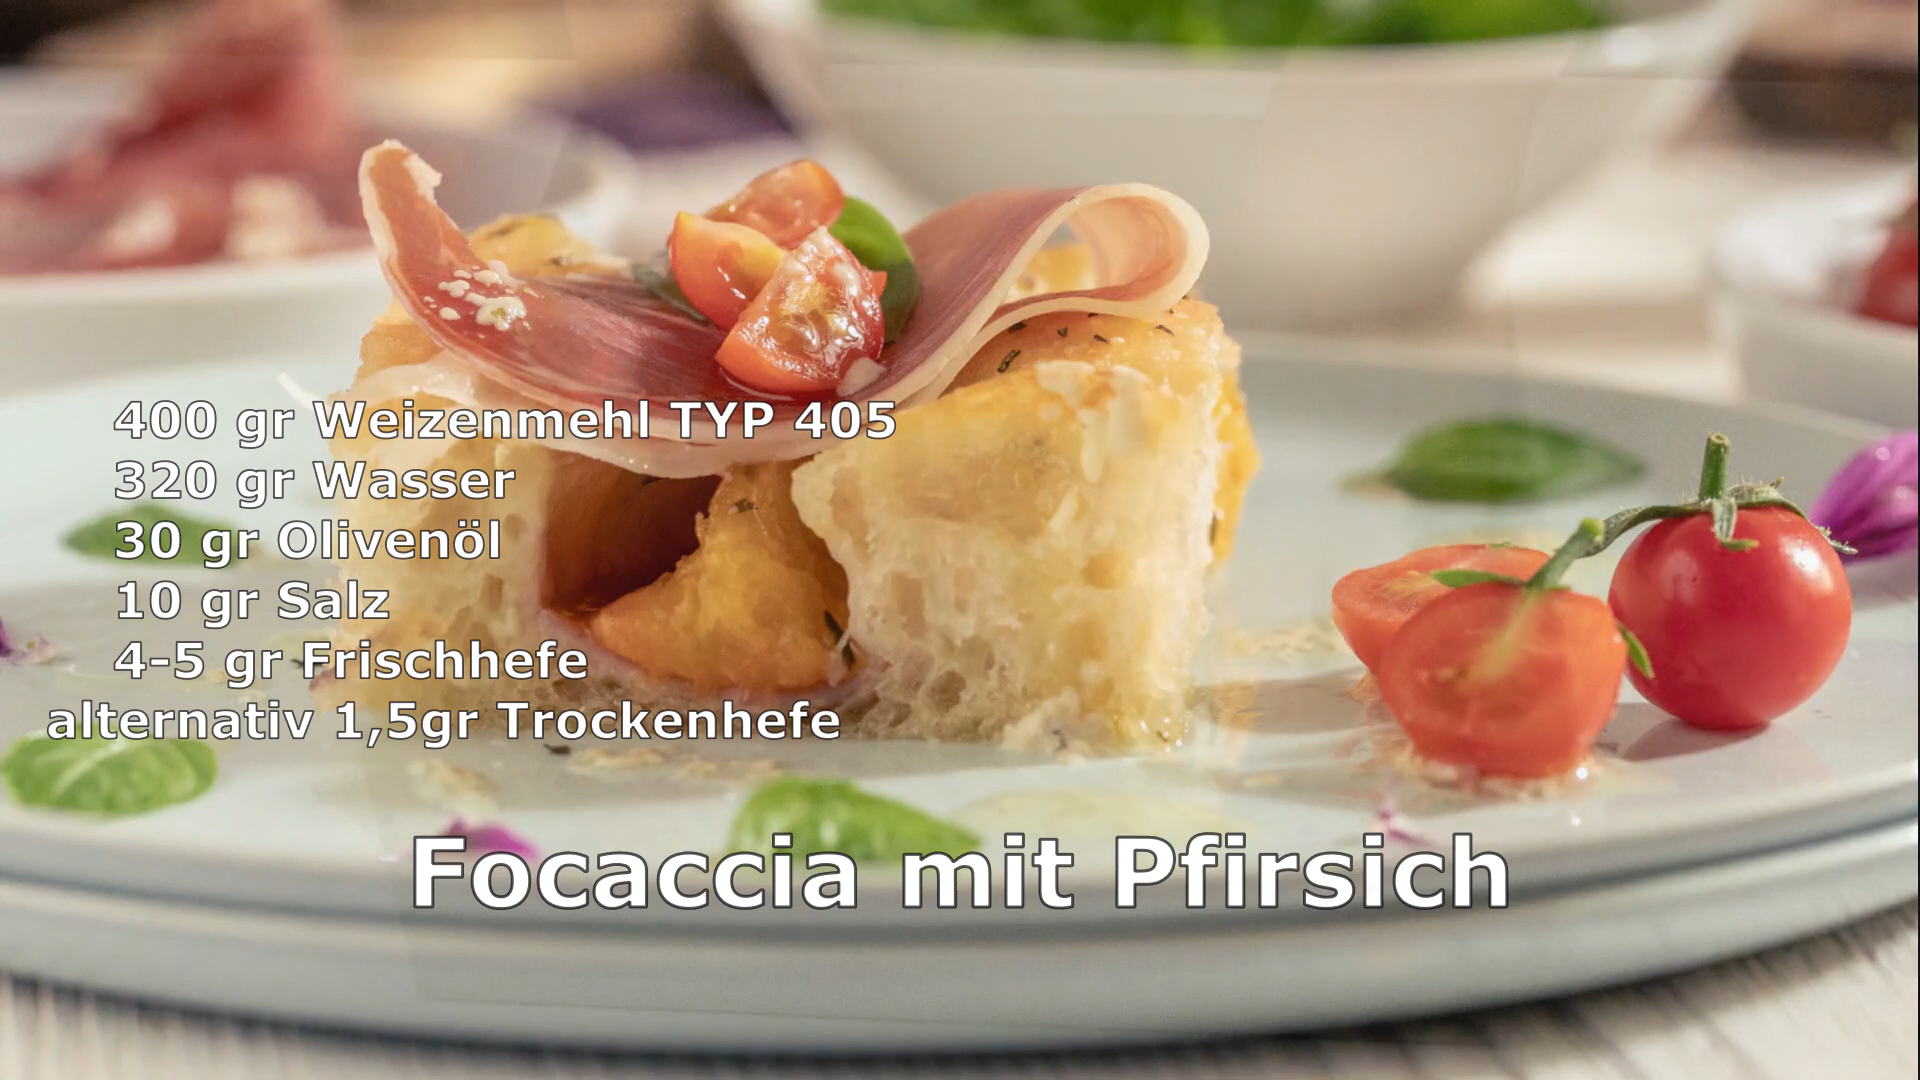 400 gr Weizenmehl TYP 405
320 gr Wasser
30 gr Olivenöl
10 gr Salz
4-5 gr Frischhefe
alternativ 1,5gr Trockenhefe
Focaccia mit Pfirsich